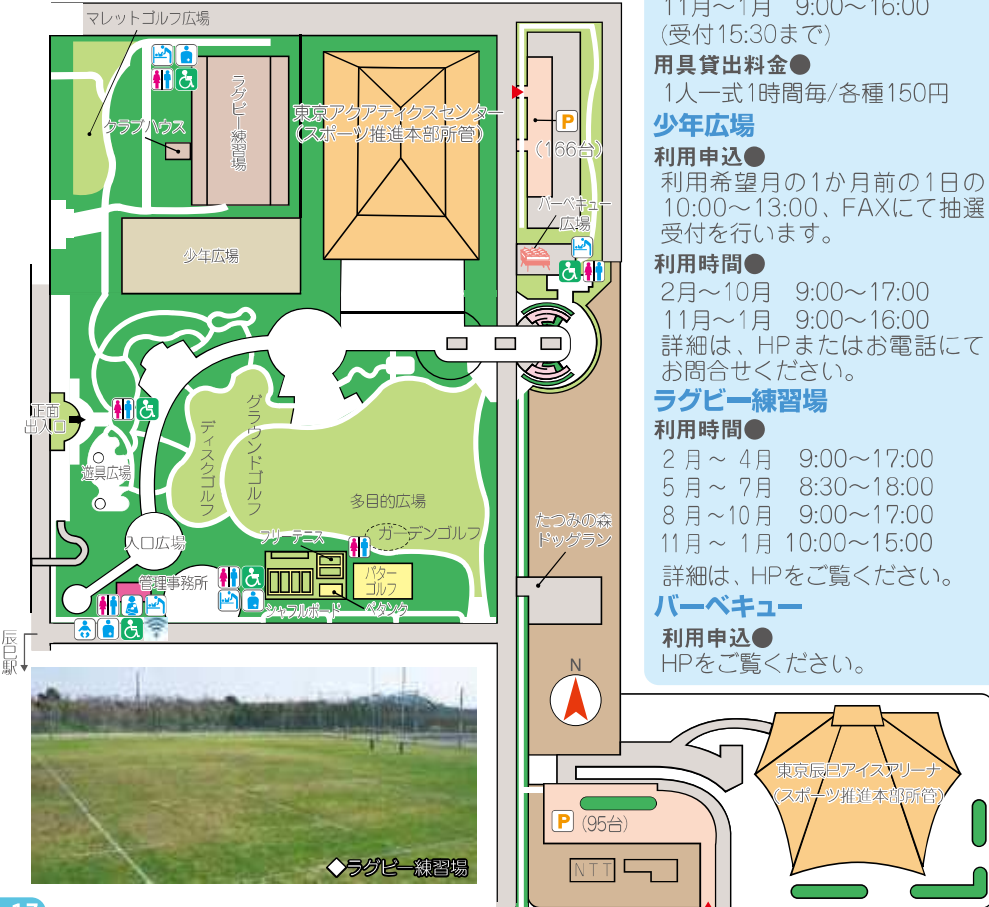 マレットゴルフ広場
クラブハウス
ラグビー練習場
東京アクアティクスセンター
(スポーツ推進本部所管)
P
(166台)
バーベキュー
広場
少年広場
正面
出入口
遊具広場
ディスクゴルフ
グラウンドゴルフ
多目的広場
ガーデンゴルフ
フリーテニス
パター
ゴルフ
シャフルボード
ペタンク
入口広場
管理事務所
たつみの森
ドッグラン
辰巳駅
N
◆ラグビー練習場
P
(95台)
NTT
東京辰巳アイスアリーナ
(スポーツ推進本部所管)
11月～1月 9:00～16:00
(受付15:30まで)
用具貸出料金●
1人一式1時間毎/各種150円
少年広場
利用申込●
利用希望月の1か月前の1日の
10:00～13:00、FAXにて抽選
受付を行います。
利用時間●
2月～10月 9:00～17:00
11月～1月 9:00～16:00
詳細は、HPまたはお電話にて
お問合せください。
ラグビー練習場
利用時間●
2月～ 4月 9:00～17:00
5月～ 7月 8:30～18:00
8月～10月 9:00～17:00
11月～ 1月 10:00～15:00
詳細は、HPをご覧ください。
バーベキュー
利用申込●
HPをご覧ください。